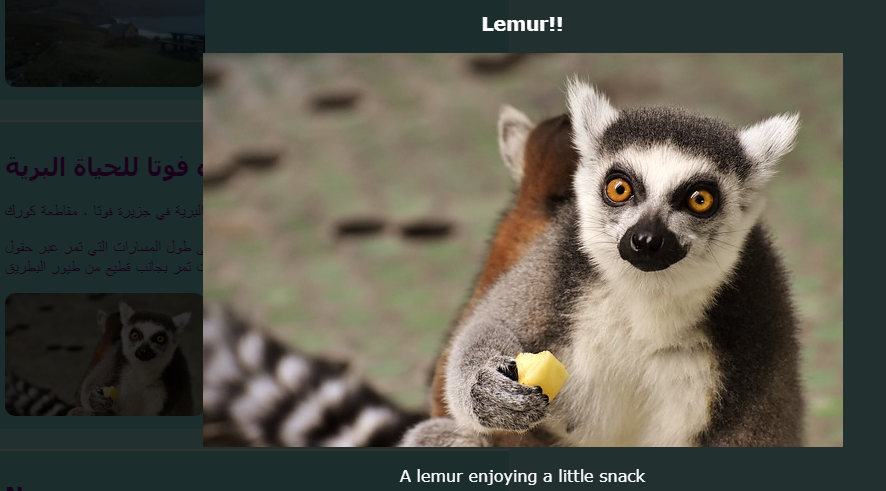 Lemur!!
ه فوتا للحياة البرية
البرية في جزيرة فوتا ، مقاطعة كورك
ى طول المسارات التي تمر عبر حقول
ت تمر بجانب قطيع من طيور البطريق
A lemur enjoying a little snack